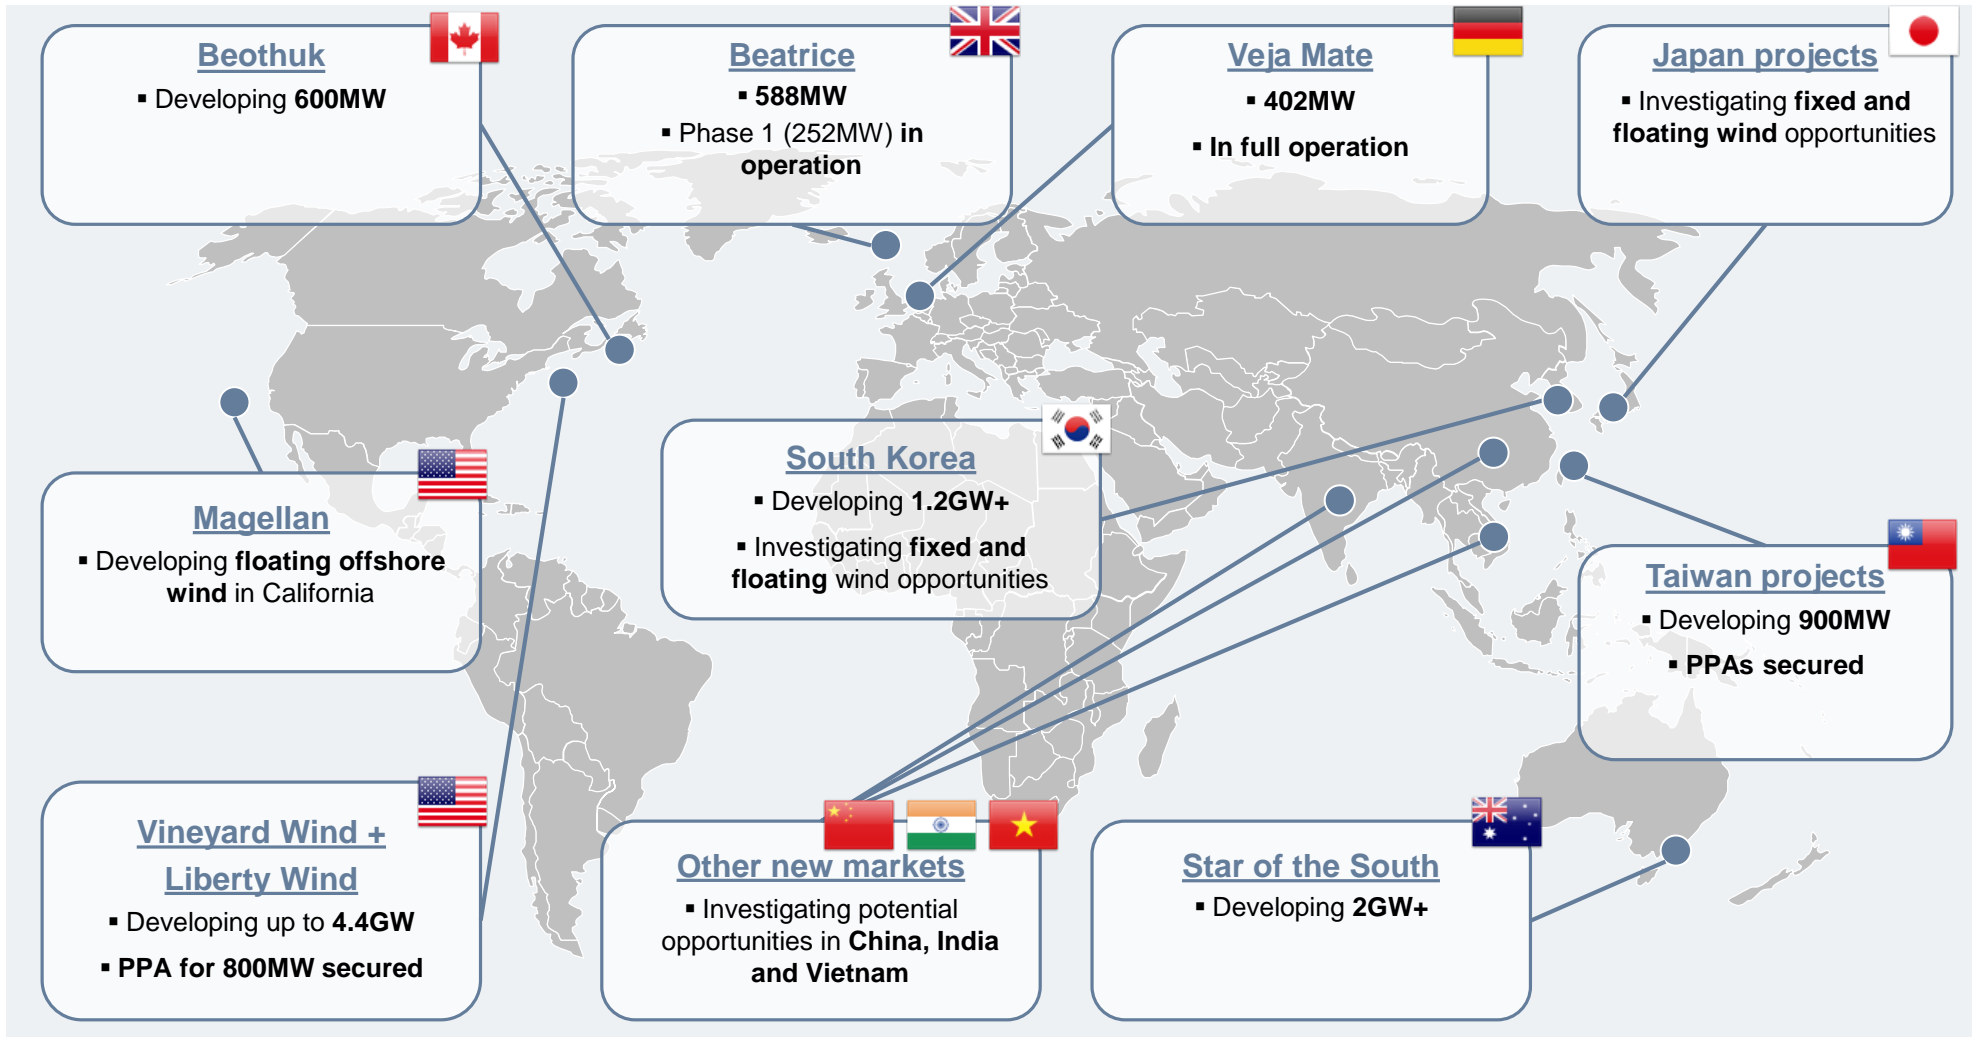 Beothuk
▪ Developing 600MW
Beatrice
▪ 588MW
▪ Phase 1 (252MW) in
operation
Veja Mate
▪ 402MW
▪ In full operation
Japan projects
▪ Investigating fixed and
floating wind opportunities
Magellan
▪ Developing floating offshore
wind in California
South Korea
▪ Developing 1.2GW+
▪ Investigating fixed and
floating wind opportunities
Taiwan projects
▪ Developing 900MW
▪ PPAs secured
Vineyard Wind +
Liberty Wind
▪ Developing up to 4.4GW
▪ PPA for 800MW secured
Other new markets
▪ Investigating potential
opportunities in China, India
and Vietnam
Star of the South
▪ Developing 2GW+